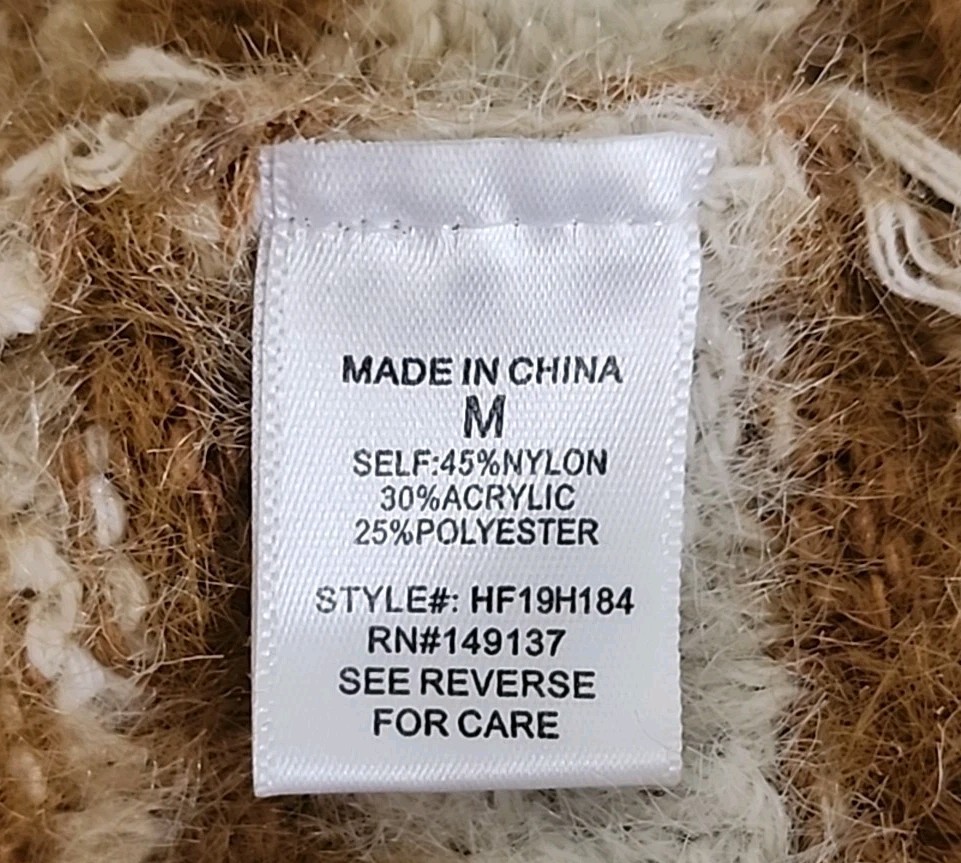 MADE IN CHINA
M
SELF:45%NYLON
30%ACRYLIC
25%POLYESTER
STYLE#: HF19H184
RN#149137
SEE REVERSE
FOR CARE